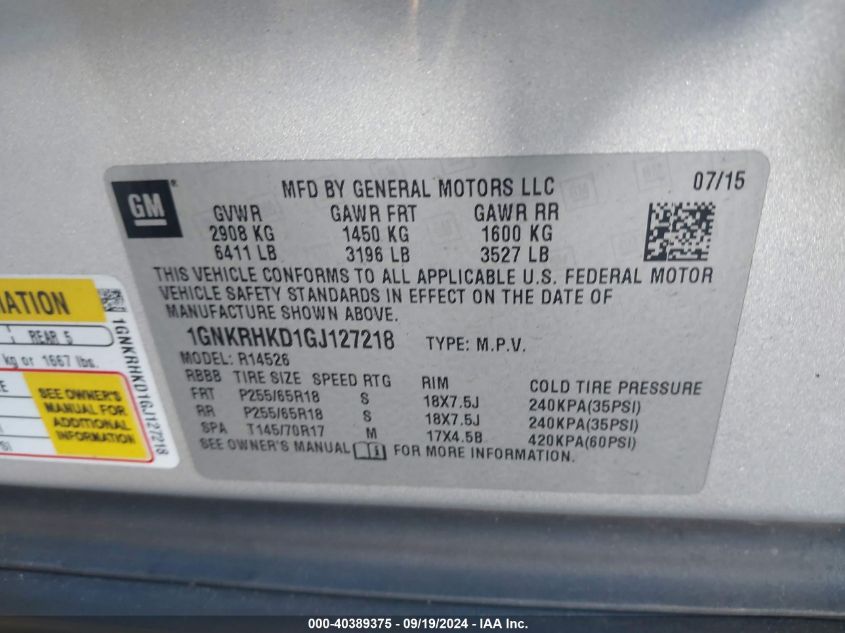 GM
MFD BY GENERAL MOTORS LLC
07/15
GVWR GAWR FRT GAWR RR
2908 KG 1450 KG 1600 KG
6411 LB 3196 LB 3527 LB
THIS VEHICLE CONFORMS TO ALL APPLICABLE U.S. FEDERAL MOTOR
VEHICLE SAFETY STANDARDS IN EFFECT ON THE DATE OF
MANUFACTURE SHOWN ABOVE.
1GNKRHKD1GJ127218 TYPE: M.P.V.
MODEL: R14526
RBBB TIRE SIZE SPEED RTG RIM COLD TIRE PRESSURE
FRT P255/65R18 S 18X7.5J 240KPA(35PSI)
RR P255/65R18 S 18X7.5J 240KPA(35PSI)
SPA T145/70R17 M 17X4.5B 420KPA(60PSI)
SEE OWNER'S MANUAL FOR MORE INFORMATION.
REAR 5
kg or 1667 lbs.
SEE OWNER'S
MANUAL FOR
ADDITIONAL
INFORMATION
1GNKRHKD1GJ127218
000-40389375 - 09/19/2024 - IAA Inc.